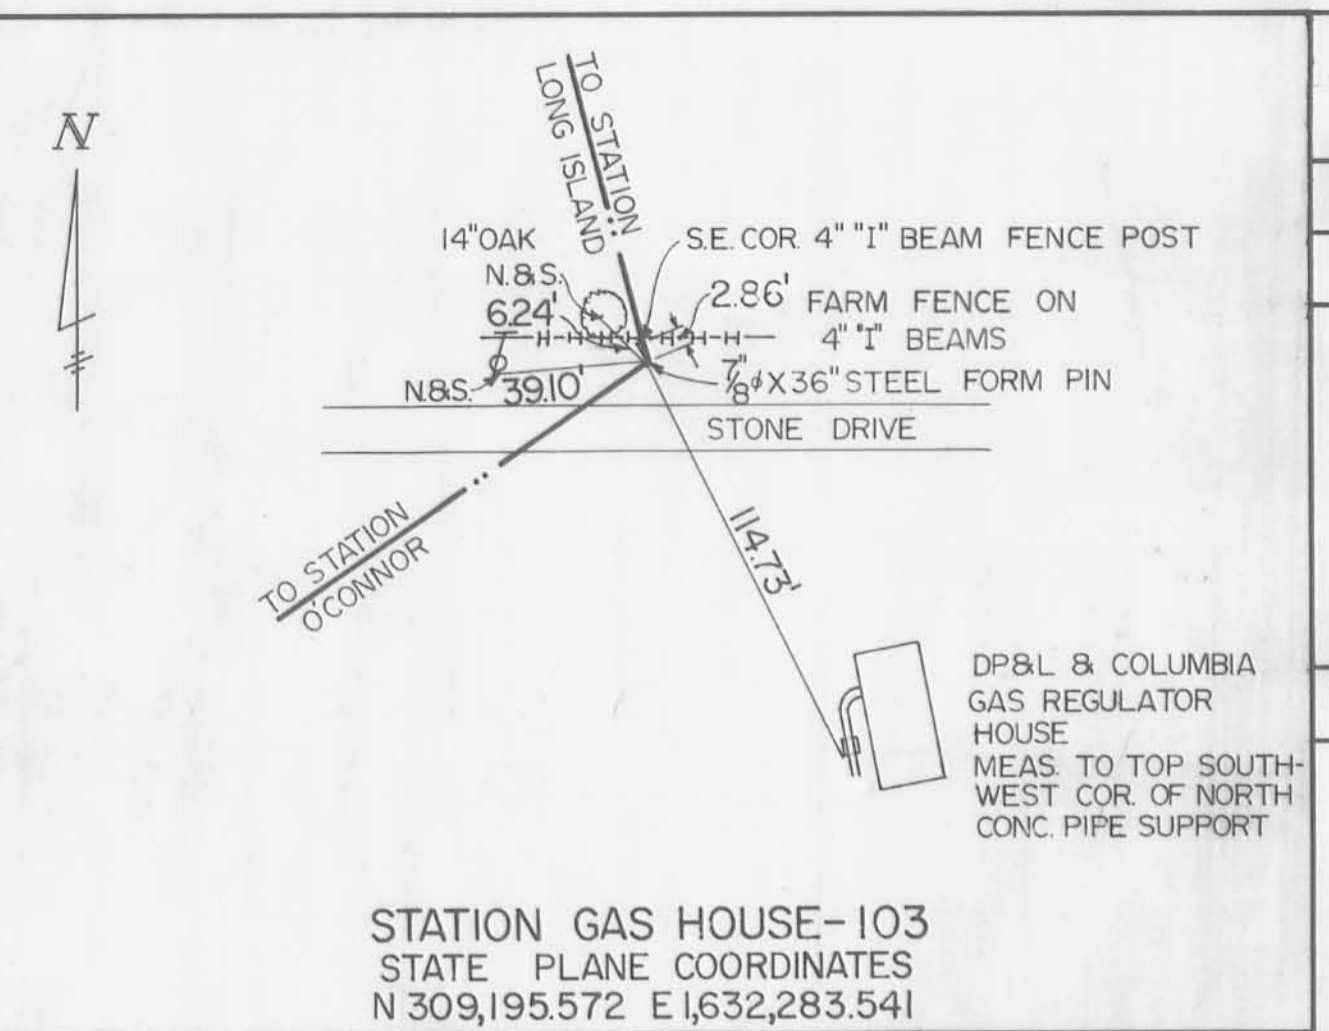 N
TO STATION
LONG ISLAND
14" OAK
N.&S.
6.24'
S.E. COR. 4" "I" BEAM FENCE POST
2.86'
FARM FENCE ON
4" "I" BEAMS
N.&S.
39.10'
7/8"ϕ X 36" STEEL FORM PIN
STONE DRIVE
TO STATION
O'CONNOR
114.73'
DP&L & COLUMBIA
GAS REGULATOR
HOUSE
MEAS. TO TOP SOUTH-
WEST COR. OF NORTH
CONC. PIPE SUPPORT
STATION GAS HOUSE-103
STATE PLANE COORDINATES
N 309,195.572 E 1,632,283.541